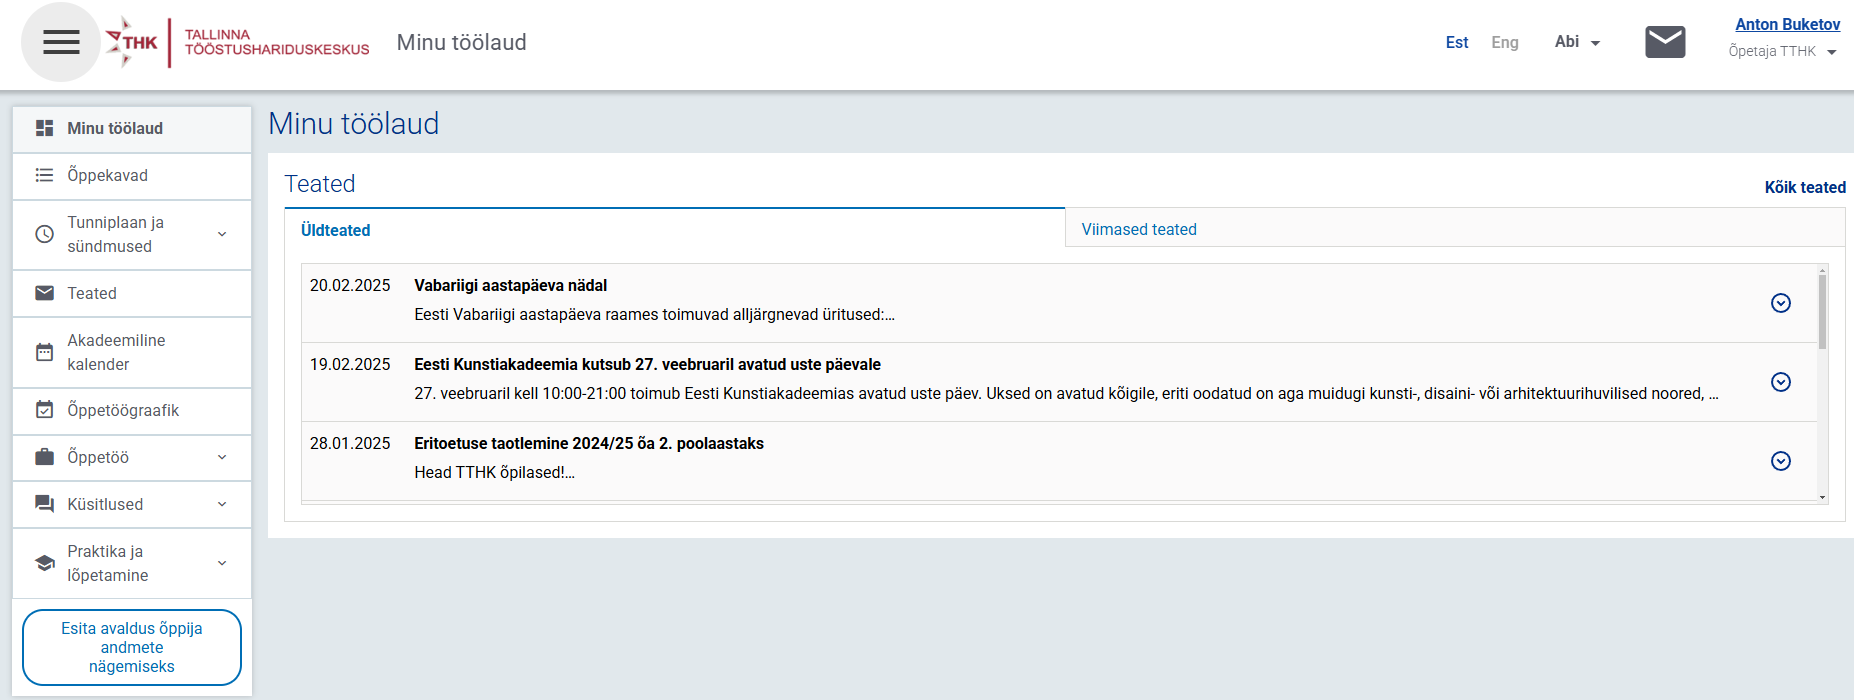 THK
TALLINNA
TÖÖSTUSHARIDUSKESKUS
Minu töölaud
Est
Eng
Abi
Anton Buketov
Õpetaja TTHK
Minu töölaud
Õppekavad
Tunniplaan ja
sündmused
Teated
Akadeemiline
kalender
Õppetöögraafik
Õppetöö
Küsitlused
Praktika ja
lõpetamine
Esita avaldus õppija
andmete
nägemiseks
Minu töölaud
Teated
Kõik teated
Üldteated
Viimased teated
20.02.2025
Vabariigi aastapäeva nädal
Eesti Vabariigi aastapäeva raames toimuvad alljärgnevad üritused:...
19.02.2025
Eesti Kunstiakadeemia kutsub 27. veebruaril avatud uste päevale
27. veebruaril kell 10:00-21:00 toimub Eesti Kunstiakadeemias avatud uste päev. Uksed on avatud kõigile, eriti oodatud on aga muidugi kunsti-, disaini- või arhitektuurihuvilised noored, ...
28.01.2025
Eritoetuse taotlemine 2024/25 õa 2. poolaastaks
Head TTHK õpilased!...